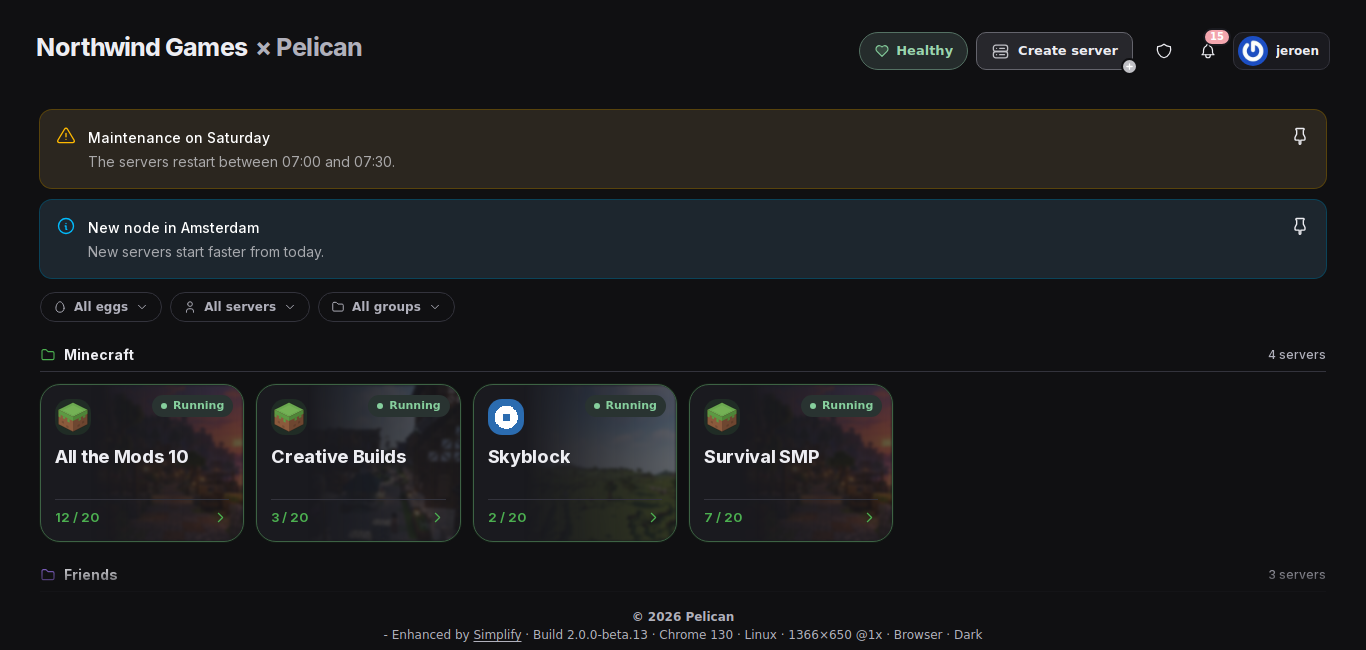 Northwind Games × Pelican
Healthy
Create server
15
jeroen
Maintenance on Saturday
The servers restart between 07:00 and 07:30.
New node in Amsterdam
New servers start faster from today.
All eggs
All servers
All groups
Minecraft
4 servers
Running
All the Mods 10
12 / 20
Running
Creative Builds
3 / 20
Running
Skyblock
2 / 20
Running
Survival SMP
7 / 20
Friends
3 servers
© 2026 Pelican
- Enhanced by Simplify · Build 2.0.0-beta.13 · Chrome 130 · Linux · 1366×650 @1x · Browser · Dark